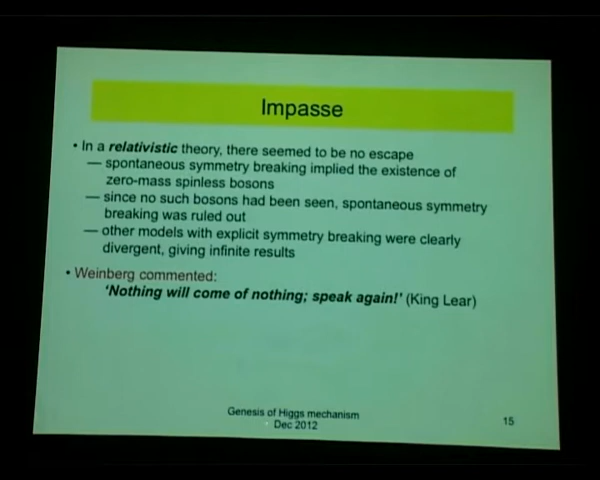 Impasse
• In a relativistic theory, there seemed to be no escape
— spontaneous symmetry breaking implied the existence of
zero-mass spinless bosons
— since no such bosons had been seen, spontaneous symmetry
breaking was ruled out
— other models with explicit symmetry breaking were clearly
divergent, giving infinite results
• Weinberg commented:
'Nothing will come of nothing; speak again!' (King Lear)
Genesis of Higgs mechanism
Dec 2012
15